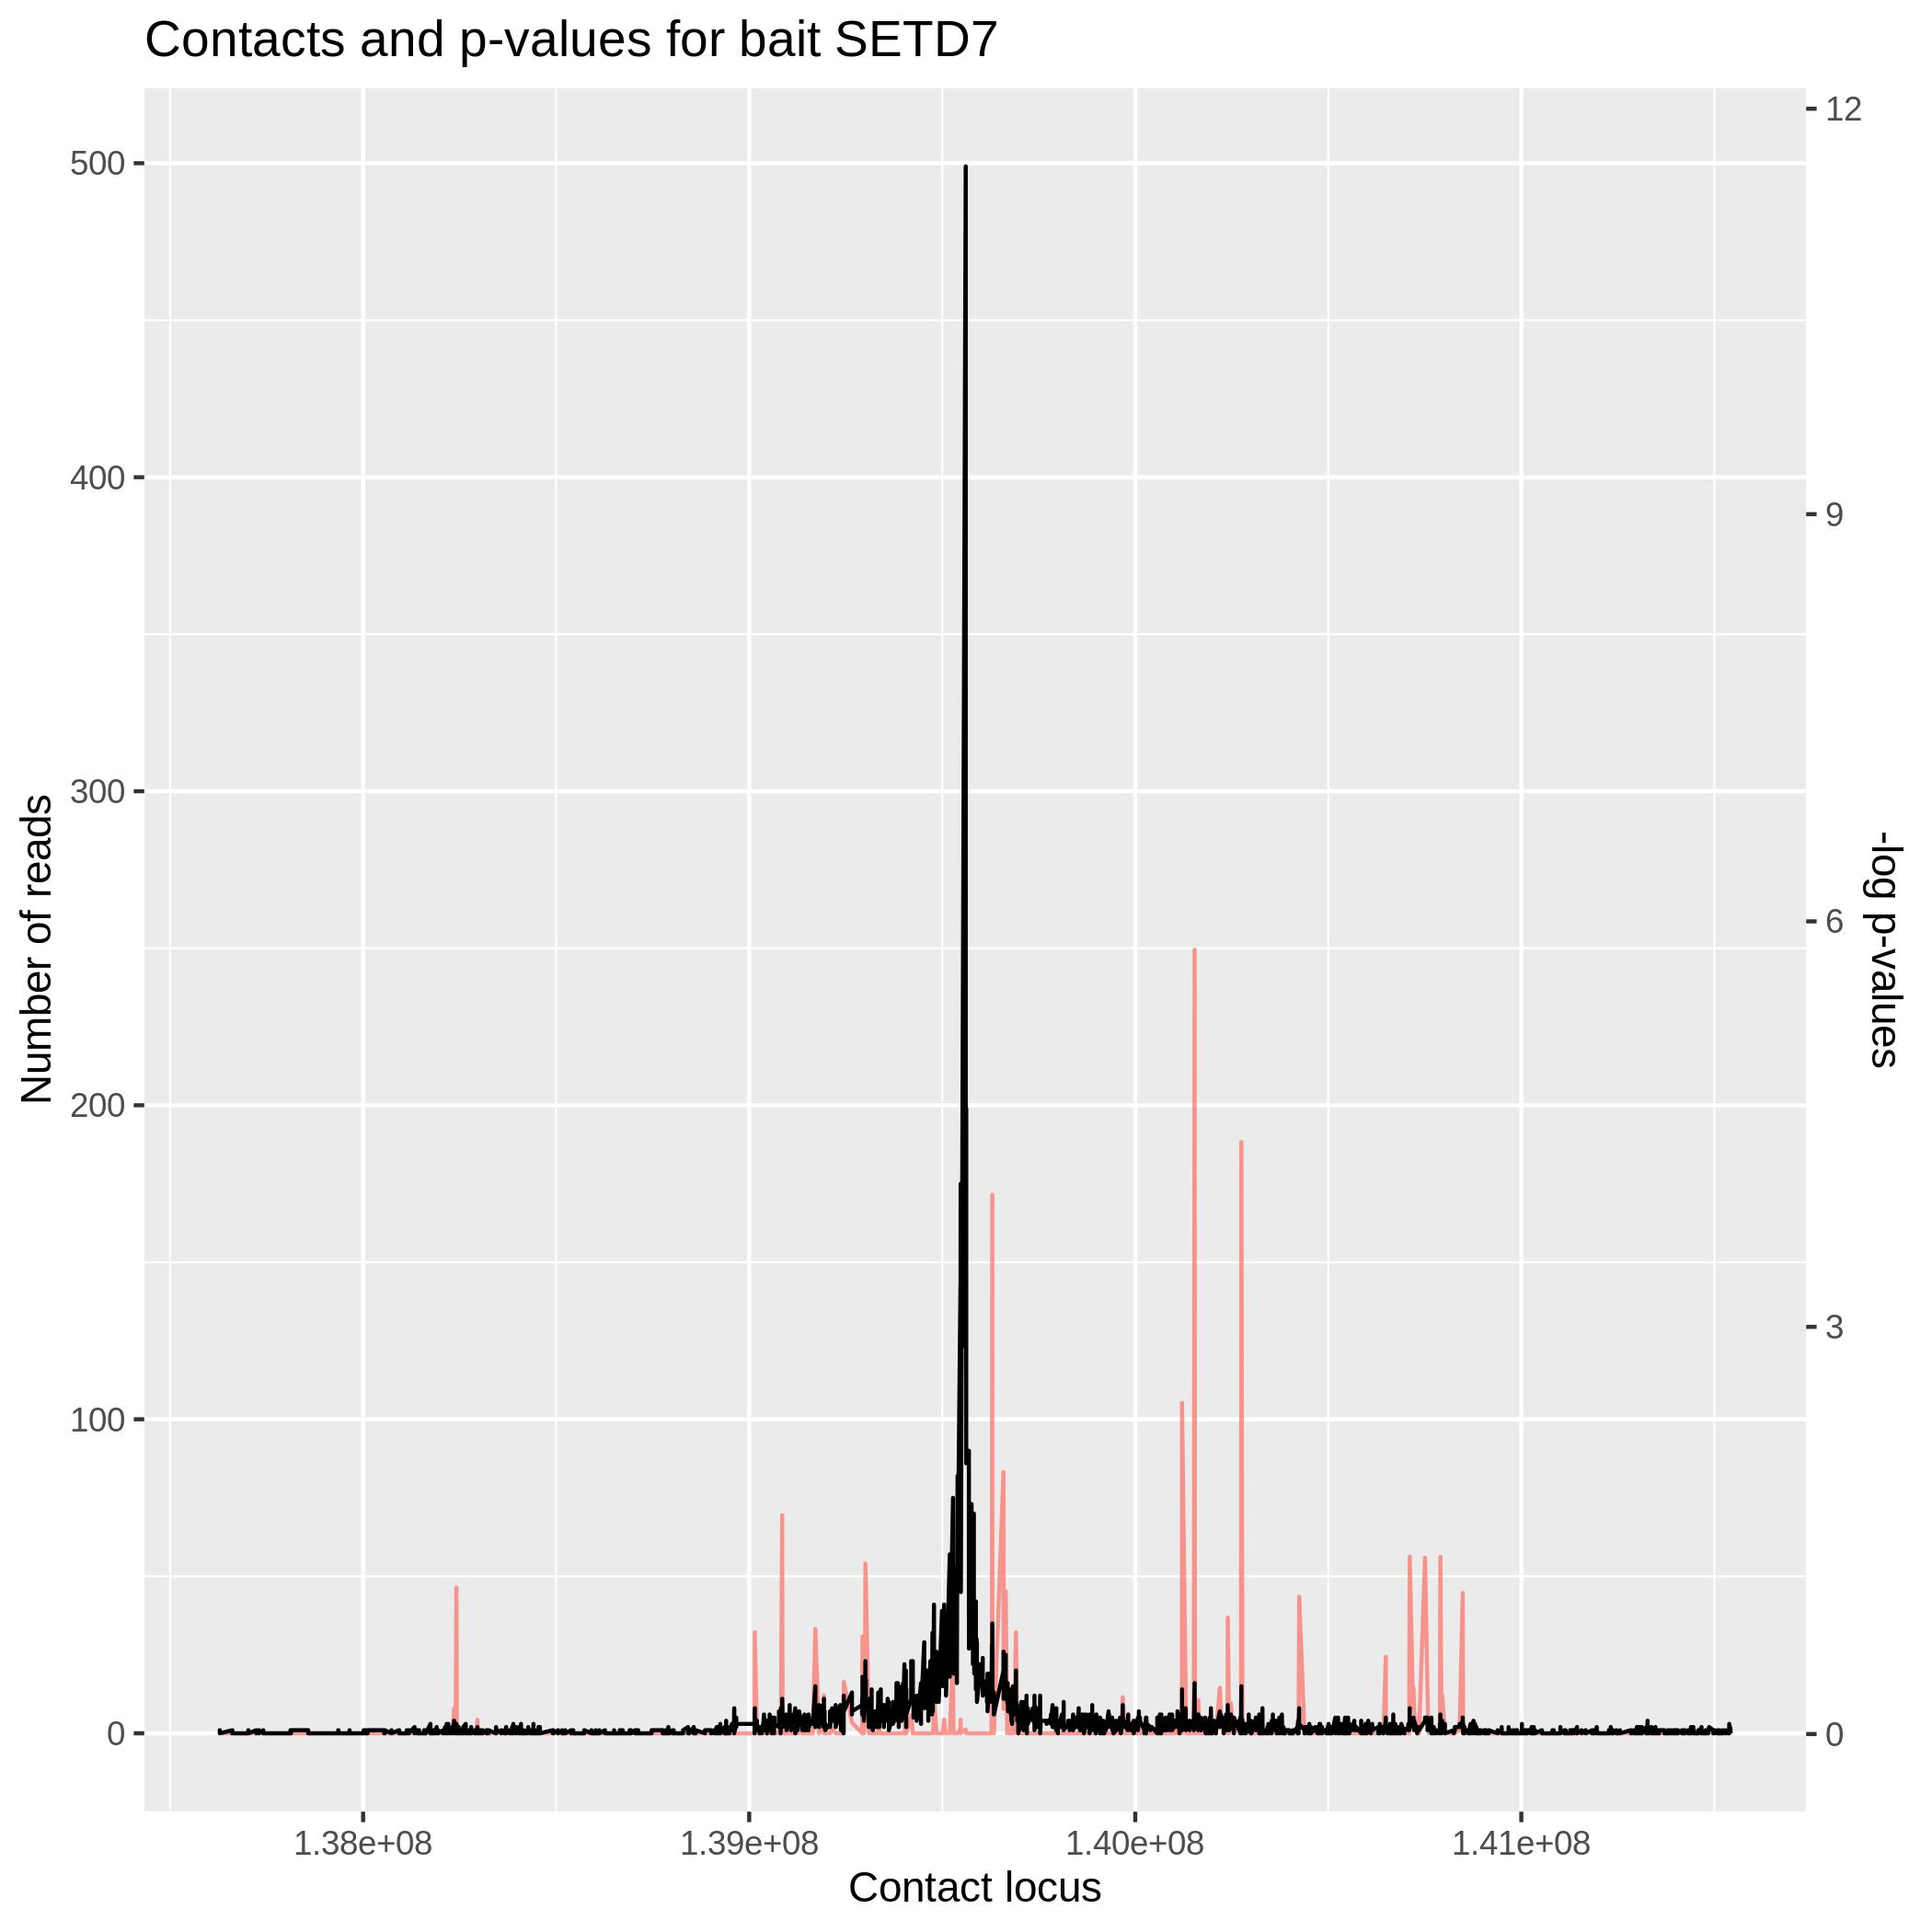 Contacts and p-values for bait SETD7
12
500
9
400
300
6
200
3
100
0
0
Number of reads
-log p-values
1.38e+08
1.39e+08
1.40e+08
1.41e+08
Contact locus